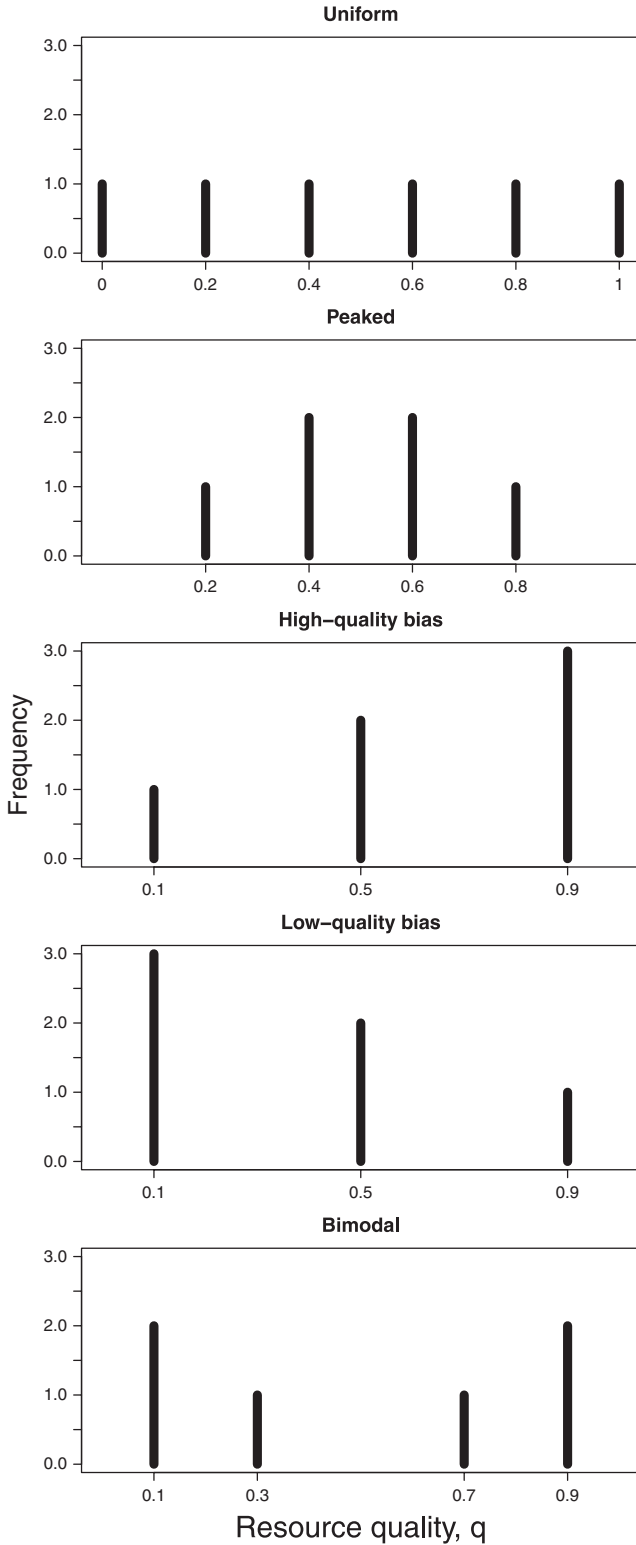 Uniform
3.0
2.0
1.0
0.0
0 0.2 0.4 0.6 0.8 1
Peaked
3.0
2.0
1.0
0.0
0.2 0.4 0.6 0.8
High−quality bias
3.0
2.0
1.0
0.0
0.1 0.5 0.9
Frequency
Low−quality bias
3.0
2.0
1.0
0.0
0.1 0.5 0.9
Bimodal
3.0
2.0
1.0
0.0
0.1 0.3 0.7 0.9
Resource quality, q